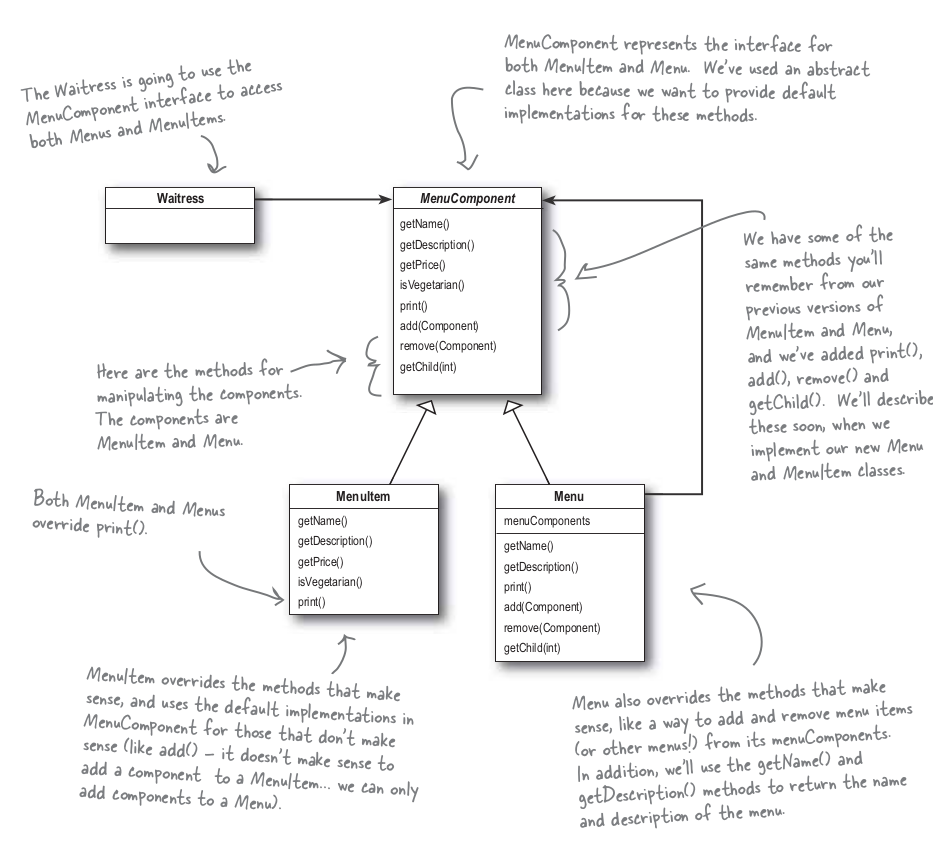 MenuComponent represents the interface for
both MenuItem and Menu. We've used an abstract
class here because we want to provide default
implementations for these methods.
The Waitress is going to use the
MenuComponent interface to access
both Menus and MenuItems.
Waitress
MenuComponent
getName()
getDescription()
getPrice()
isVegetarian()
print()
add(Component)
remove(Component)
getChild(int)
We have some of the
same methods you'll
remember from our
previous versions of
MenuItem and Menu,
and we've added print(),
add(), remove() and
getChild(). We'll describe
these soon, when we
implement our new Menu
and MenuItem classes.
Here are the methods for
manipulating the components.
The components are
MenuItem and Menu.
Both MenuItem and Menus
override print().
MenuItem
getName()
getDescription()
getPrice()
isVegetarian()
print()
Menu
menuComponents
getName()
getDescription()
print()
add(Component)
remove(Component)
getChild(int)
MenuItem overrides the methods that make
sense, and uses the default implementations in
MenuComponent for those that don't make
sense (like add() – it doesn't make sense to
add a component to a MenuItem... we can only
add components to a Menu).
Menu also overrides the methods that make
sense, like a way to add and remove menu items
(or other menus!) from its menuComponents.
In addition, we'll use the getName() and
getDescription() methods to return the name
and description of the menu.